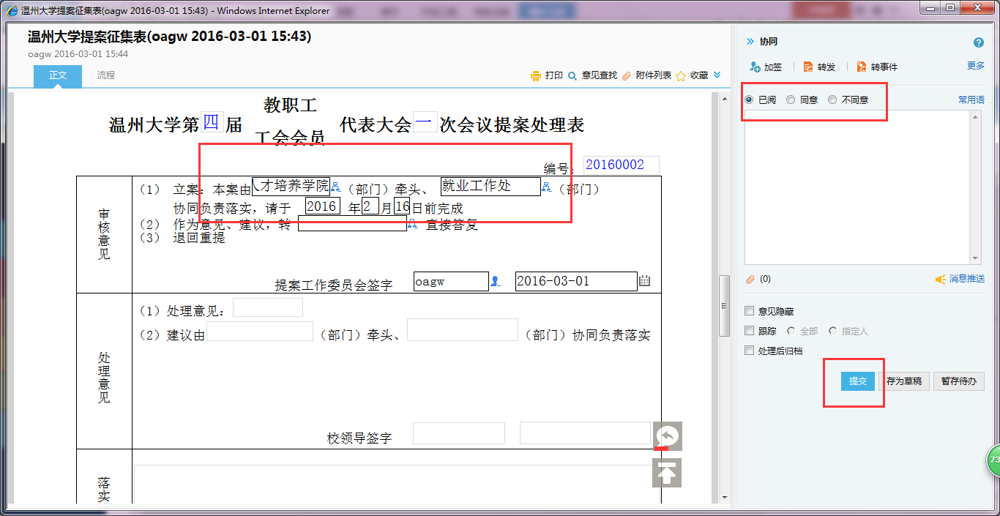 温州大学提案征集表(oagw 2016-03-01 15:43) - Windows Internet Explorer
温州大学提案征集表(oagw 2016-03-01 15:43)
oagw 2016-03-01 15:44
正文 流程
打印 意见查找 附件列表 收藏
教职工
温州大学第 四 届 代表大会 一 次会议提案处理表
工会会员
编号: 20160002
审核意见
(1) 立案:本案由 人才培养学院 (部门)牵头、 就业工作处 (部门)
协同负责落实,请于 2016 年 2 月 16 日前完成
(2) 作为意见、建议,转 直接答复
(3) 退回重提
提案工作委员会签字 oagw 2016-03-01
处理意见
(1)处理意见:
(2)建议由 (部门)牵头、 (部门)协同负责落实
校领导签字
落实
协同
加签 转发 转事件 更多
已阅 同意 不同意 常用语
(0) 消息推送
意见隐藏
跟踪 全部 指定人
处理后归档
提交 存为草稿 暂存待办
73